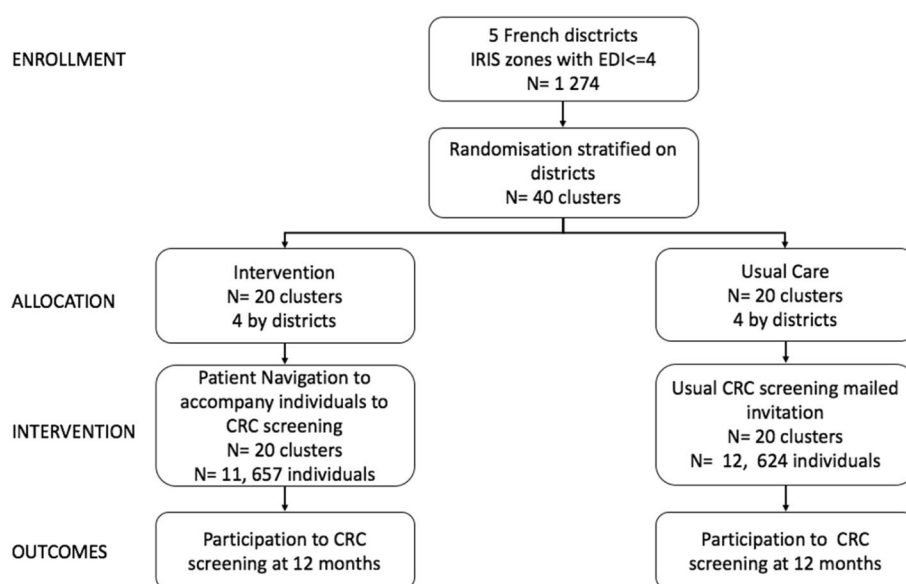 ENROLLMENT
5 French disctricts
IRIS zones with EDI<=4
N= 1 274
Randomisation stratified on
districts
N= 40 clusters
ALLOCATION
Intervention
N= 20 clusters
4 by districts
Usual Care
N= 20 clusters
4 by districts
INTERVENTION
Patient Navigation to
accompany individuals to
CRC screening
N= 20 clusters
N= 11, 657 individuals
Usual CRC screening mailed
invitation
N= 20 clusters
N= 12, 624 individuals
OUTCOMES
Participation to CRC
screening at 12 months
Participation to CRC
screening at 12 months